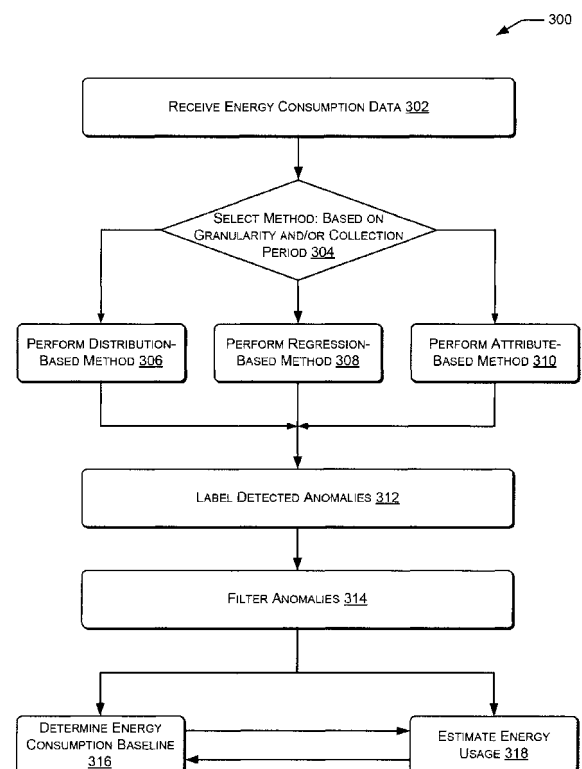 300
RECEIVE ENERGY CONSUMPTION DATA 302
SELECT METHOD: BASED ON
GRANULARITY AND/OR COLLECTION
PERIOD 304
PERFORM DISTRIBUTION-
BASED METHOD 306
PERFORM REGRESSION-
BASED METHOD 308
PERFORM ATTRIBUTE-
BASED METHOD 310
LABEL DETECTED ANOMALIES 312
FILTER ANOMALIES 314
DETERMINE ENERGY
CONSUMPTION BASELINE
316
ESTIMATE ENERGY
USAGE 318